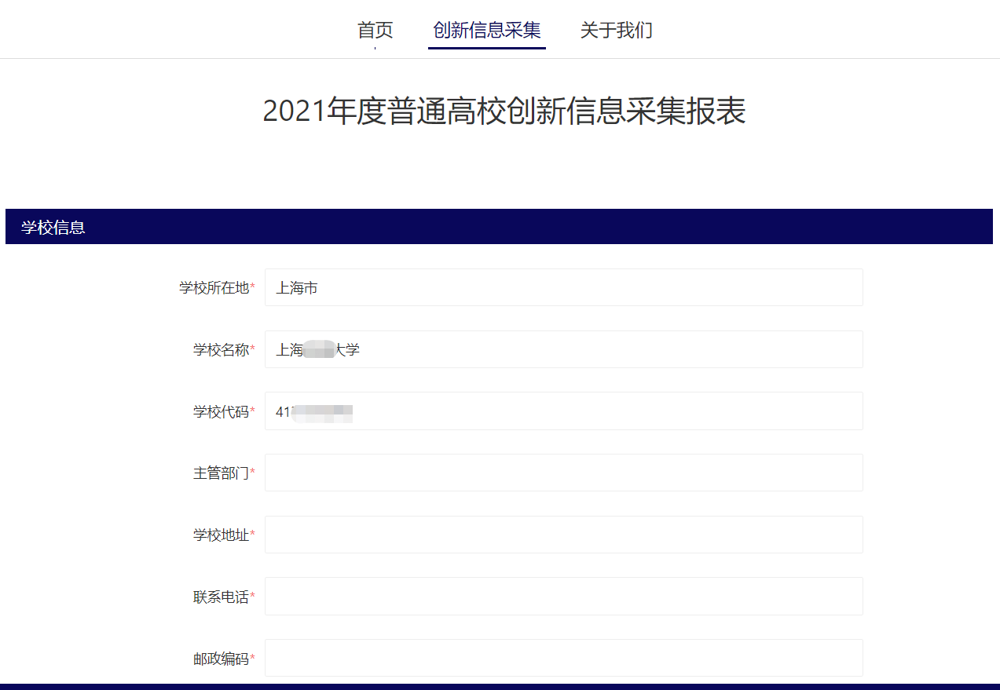 首页 创新信息采集 关于我们
2021年度普通高校创新信息采集报表
学校信息
学校所在地* 上海市
学校名称* 上海 大学
学校代码* 41
主管部门*
学校地址*
联系电话*
邮政编码*